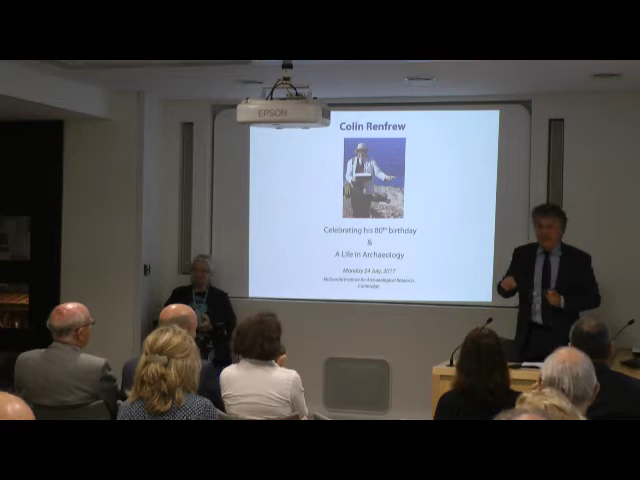 EPSON
Colin Renfrew
Celebrating his 80th birthday
&
A Life in Archaeology
Monday 24 July, 2017
McDonald Institute for Archaeological Research,
Cambridge